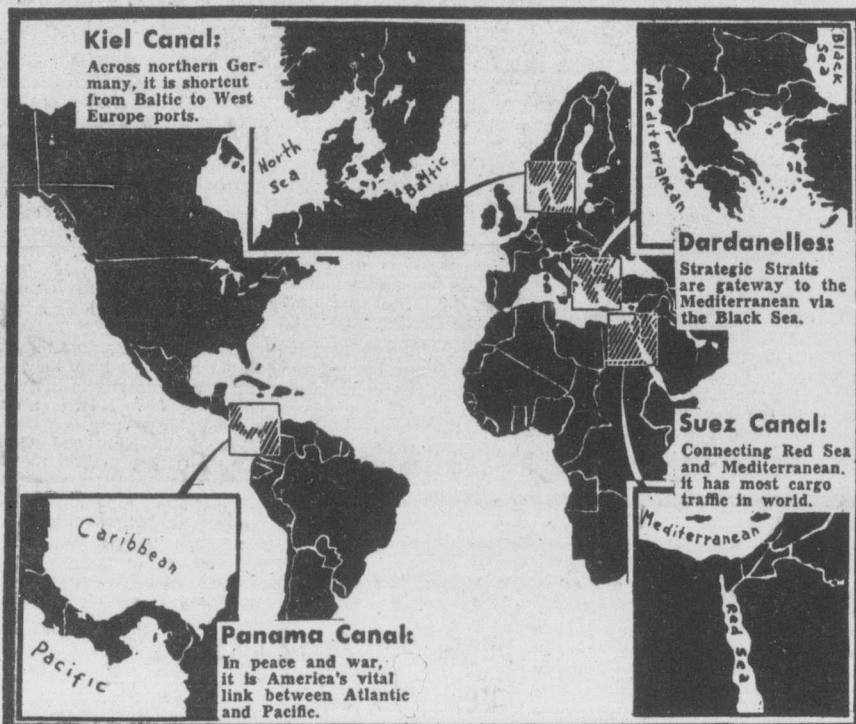 Kiel Canal:
Across northern Ger-
many, it is shortcut
from Baltic to West
Europe ports.
North
Sea
Baltic
Black
Sea
Mediterranean
Dardanelles:
Strategic Straits
are gateway to the
Mediterranean via
the Black Sea.
Suez Canal:
Connecting Red Sea
and Mediterranean,
it has most cargo
traffic in world.
Mediterranean
Red Sea
Caribbean
Pacific
Panama Canal:
In peace and war,
it is America's vital
link between Atlantic
and Pacific.